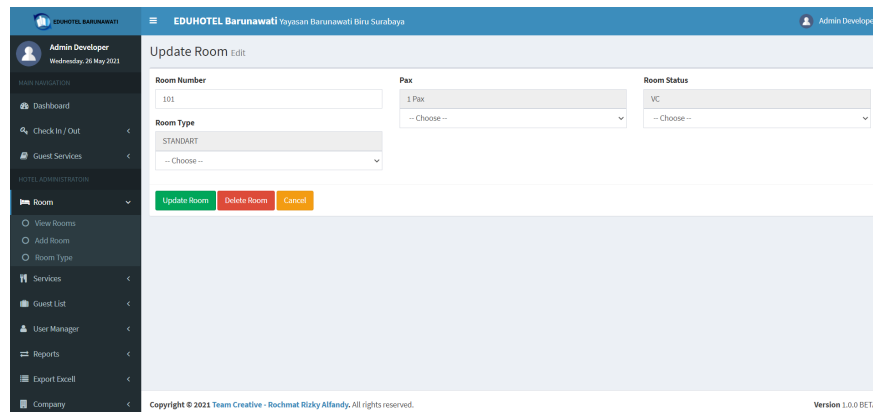 EDUHOTEL BARUNAWATI
EDUHOTEL Barunawati Yayasan Barunawati Biru Surabaya
Admin Develope
Admin Developer
Wednesday, 26 May 2021
MAIN NAVIGATION
Dashboard
Check In / Out
Guest Services
HOTEL ADMINISTRATOIN
Room
View Rooms
Add Room
Room Type
Services
Guest List
User Manager
Reports
Export Excell
Company
Update Room Edit
Room Number
101
Room Type
STANDART
-- Choose --
Pax
1 Pax
-- Choose --
Room Status
VC
-- Choose --
Update Room
Delete Room
Cancel
Copyright © 2021 Team Creative - Rochmat Rizky Alfandy. All rights reserved.
Version 1.0.0 BET